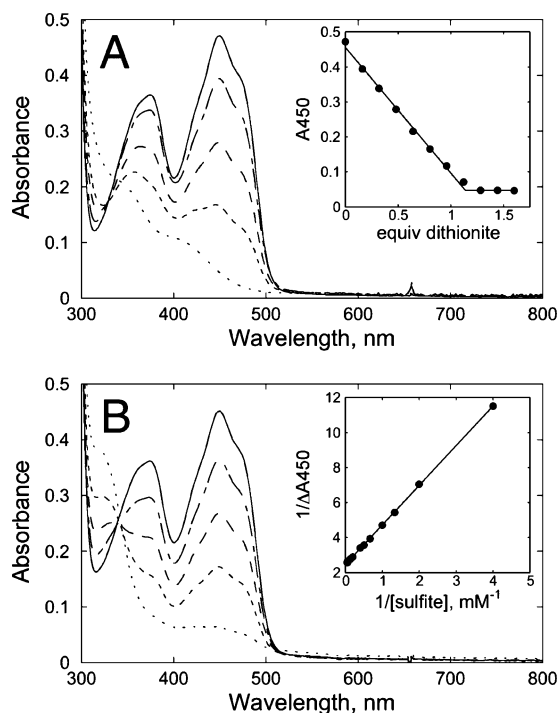 A
0.5
0.4
0.3
0.2
0.1
0
Absorbance
300 400 500 600 700 800
Wavelength, nm
0.5
0.4
0.3
0.2
0.1
0
A450
0 0.5 1 1.5
equiv dithionite
B
0.5
0.4
0.3
0.2
0.1
0
Absorbance
300 400 500 600 700 800
Wavelength, nm
12
10
8
6
4
2
1/ΔA450
0 1 2 3 4 5
1/[sulfite], mM⁻¹